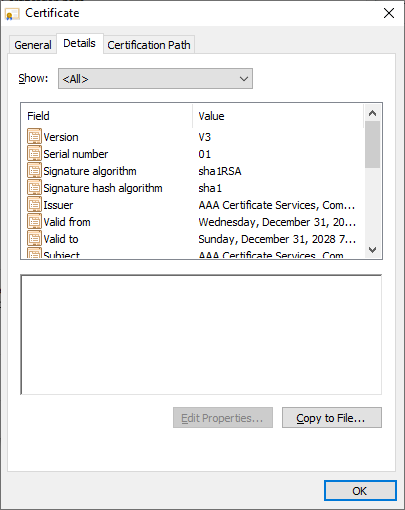 Certificate
General Details Certification Path
Show: <All>
Field Value
Version V3
Serial number 01
Signature algorithm sha1RSA
Signature hash algorithm sha1
Issuer AAA Certificate Services, Com...
Valid from Wednesday, December 31, 20...
Valid to Sunday, December 31, 2028 7...
Subject AAA Certificate Services, Com...
Edit Properties...
Copy to File...
OK